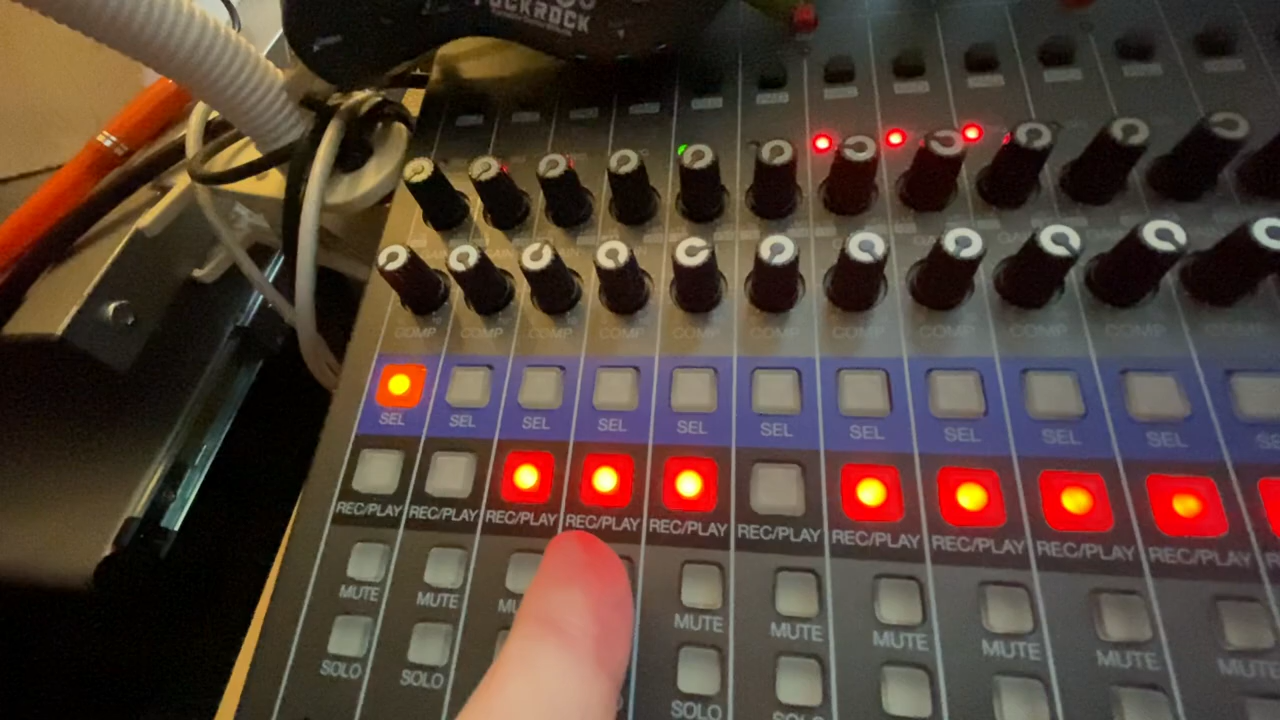 COMP COMP COMP COMP COMP COMP COMP COMP COMP COMP
SEL SEL SEL SEL SEL SEL SEL SEL SEL SEL
REC/PLAY REC/PLAY REC/PLAY REC/PLAY REC/PLAY REC/PLAY REC/PLAY REC/PLAY REC/PLAY REC/PLAY
MUTE MUTE MU MUTE MUTE MUTE MUTE MUTE MUTE
SOLO SOLO SOLO